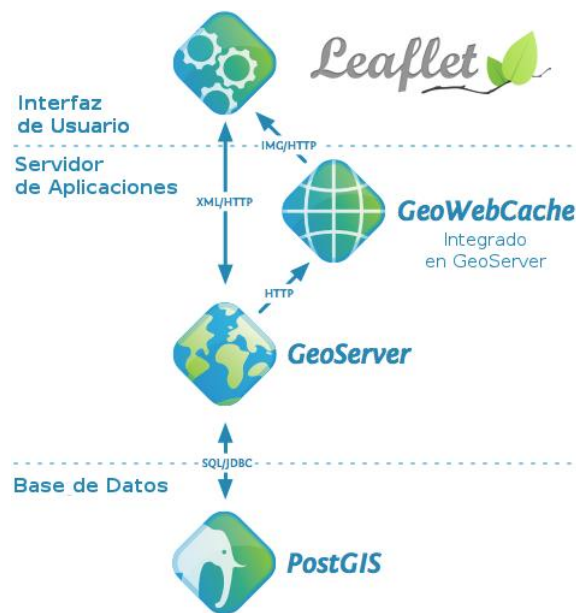 Leaflet
Interfaz
de Usuario
IMG/HTTP
Servidor
de Aplicaciones
XML/HTTP
GeoWebCache
Integrado
en GeoServer
HTTP
GeoServer
SQL/JDBC
Base de Datos
PostGIS